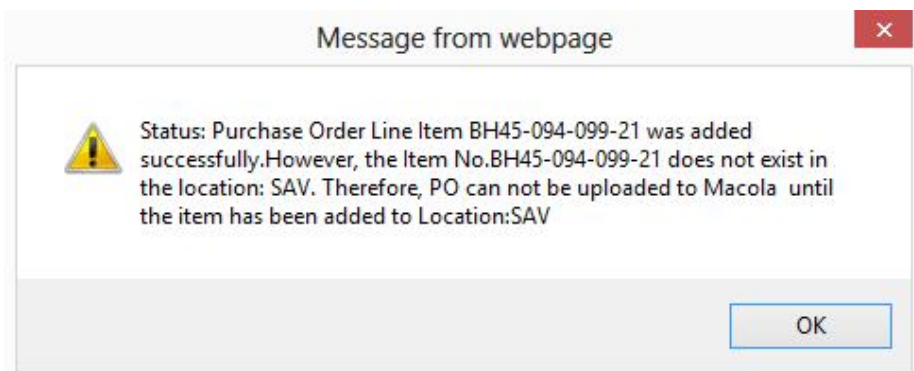 Message from webpage
Status: Purchase Order Line Item BH45-094-099-21 was added
successfully.However, the Item No.BH45-094-099-21 does not exist in
the location: SAV. Therefore, PO can not be uploaded to Macola  until
the item has been added to Location:SAV
OK